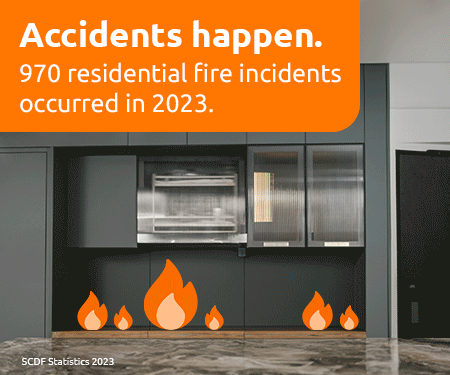 Accidents happen.
970 residential fire incidents
occurred in 2023.
SCDF Statistics 2023